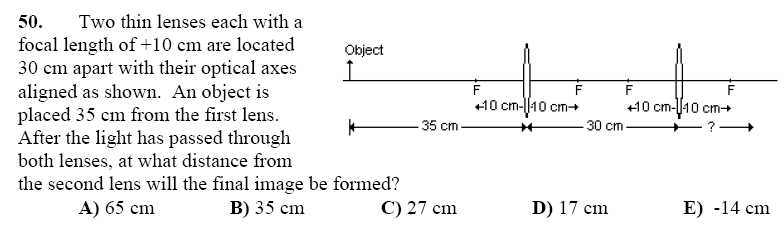 50. Two thin lenses each with a
focal length of +10 cm are located
30 cm apart with their optical axes
aligned as shown. An object is
placed 35 cm from the first lens.
After the light has passed through
both lenses, at what distance from
the second lens will the final image be formed?
Object
F F F F
10 cm 10 cm 10 cm 10 cm
35 cm 30 cm ?
A) 65 cm B) 35 cm C) 27 cm D) 17 cm E) -14 cm